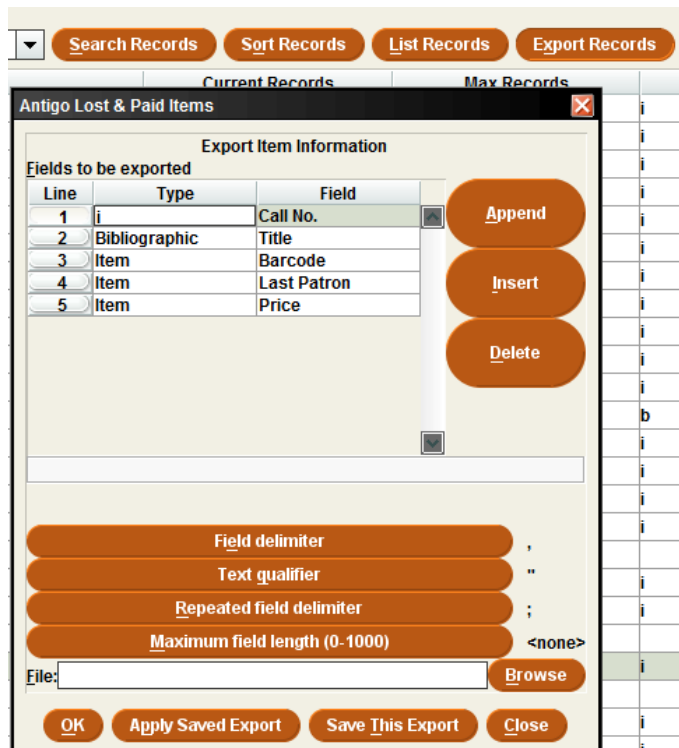 Search Records Sort Records List Records Export Records
Current Records Max Records
Antigo Lost & Paid Items
Export Item Information
Fields to be exported
Line Type Field
1 i Call No.
2 Bibliographic Title
3 Item Barcode
4 Item Last Patron
5 Item Price
Append
Insert
Delete
Field delimiter ,
Text qualifier "
Repeated field delimiter ;
Maximum field length (0-1000) <none>
File: Browse
OK Apply Saved Export Save This Export Close
i
i
i
i
i
i
i
i
i
i
i
b
i
i
i
i
i
i
i
i